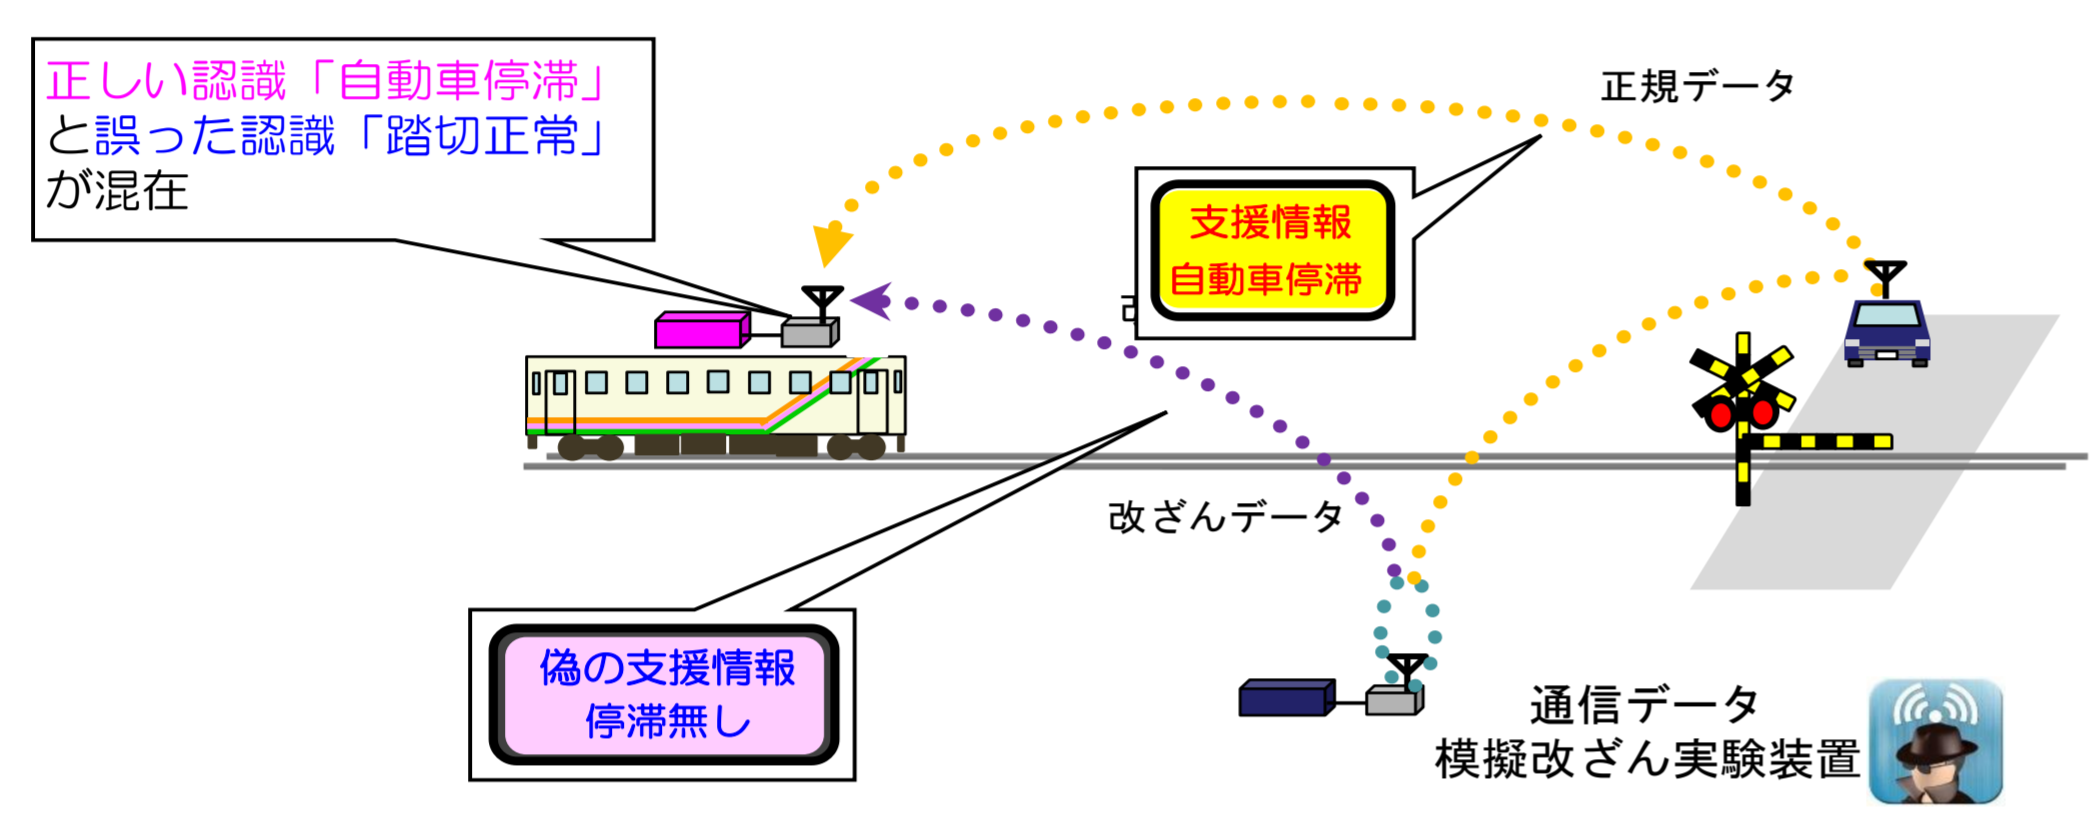 正しい認識「自動車停滞」
と誤った認識「踏切正常」
が混在
正規データ
支援情報
自動車停滞
改ざんデータ
偽の支援情報
停滞無し
通信データ
模擬改ざん実験装置